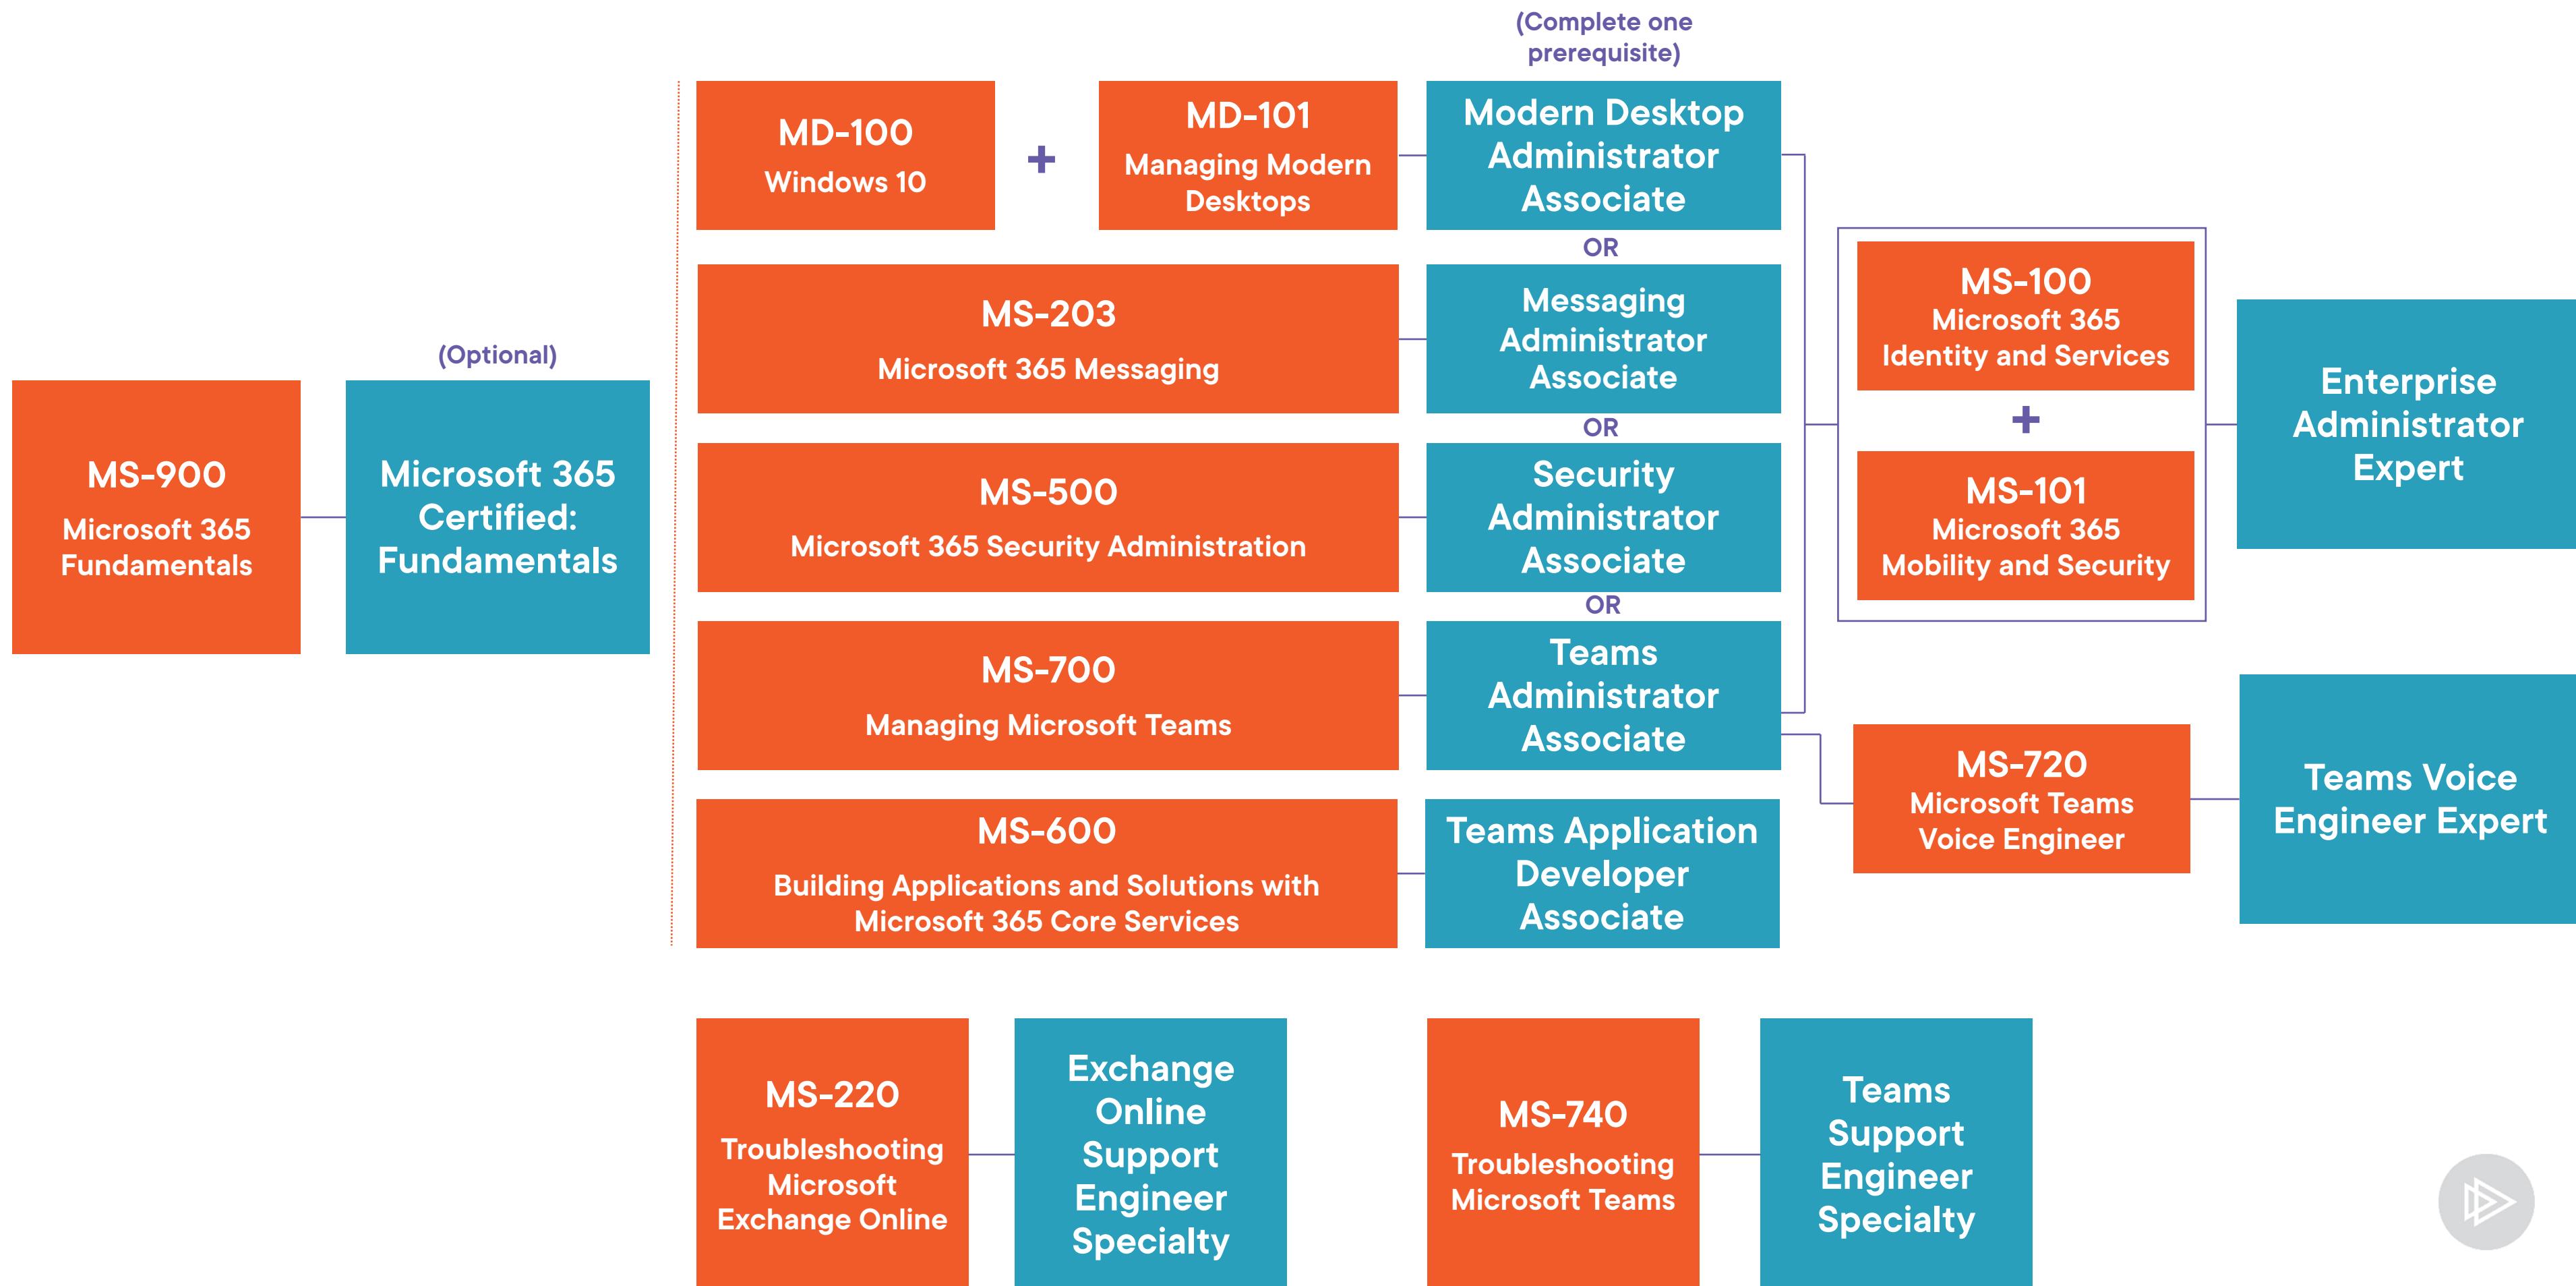 (Complete one
prerequisite)
MD-100
Windows 10
+
MD-101
Managing Modern
Desktops
Modern Desktop
Administrator
Associate
OR
MS-203
Microsoft 365 Messaging
Messaging
Administrator
Associate
OR
MS-500
Microsoft 365 Security Administration
Security
Administrator
Associate
OR
MS-700
Managing Microsoft Teams
Teams
Administrator
Associate
MS-600
Building Applications and Solutions with
Microsoft 365 Core Services
Teams Application
Developer
Associate
(Optional)
MS-900
Microsoft 365
Fundamentals
Microsoft 365
Certified:
Fundamentals
MS-100
Microsoft 365
Identity and Services
+
MS-101
Microsoft 365
Mobility and Security
Enterprise
Administrator
Expert
MS-720
Microsoft Teams
Voice Engineer
Teams Voice
Engineer Expert
MS-220
Troubleshooting
Microsoft
Exchange Online
Exchange
Online
Support
Engineer
Specialty
MS-740
Troubleshooting
Microsoft Teams
Teams
Support
Engineer
Specialty